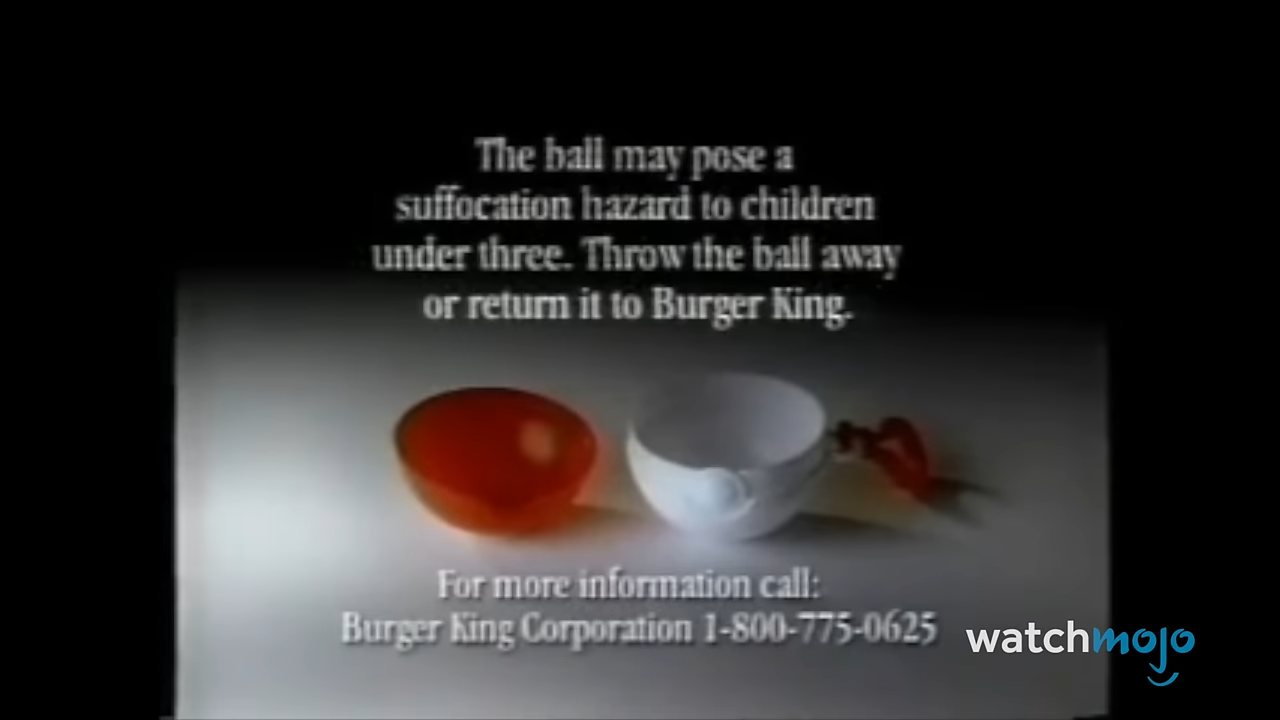 The ball may pose a
suffocation hazard to children
under three. Throw the ball away
or return it to Burger King.
For more information call:
Burger King Corporation 1-800-775-0625
watchmojo